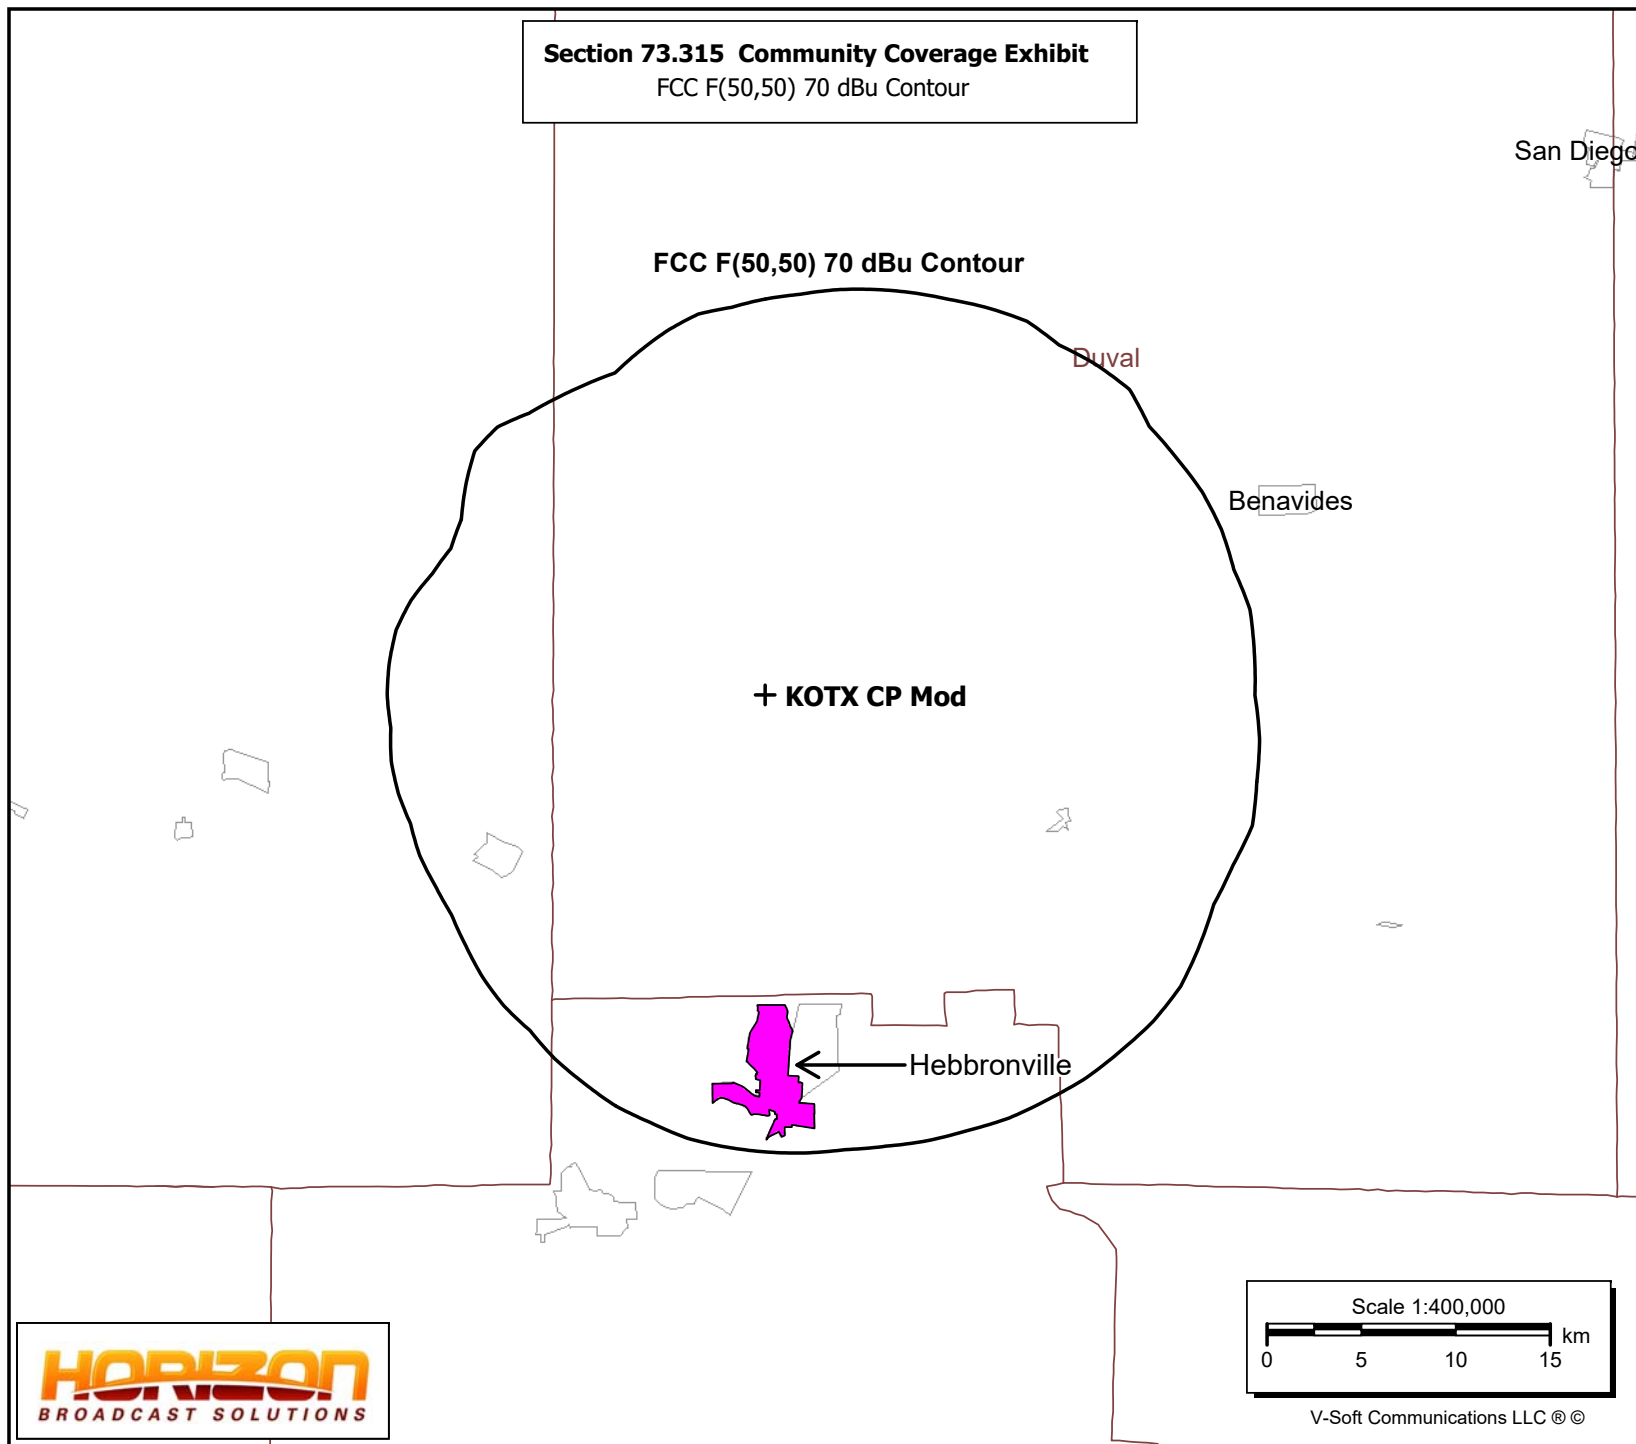 Section 73.315 Community Coverage Exhibit
FCC F(50,50) 70 dBu Contour
San Diego
FCC F(50,50) 70 dBu Contour
Duval
Benavides
KOTX CP Mod
Hebbronville
Scale 1:400,000
km
0 5 10 15
HORIZON
BROADCAST SOLUTIONS
V-Soft Communications LLC ® ©